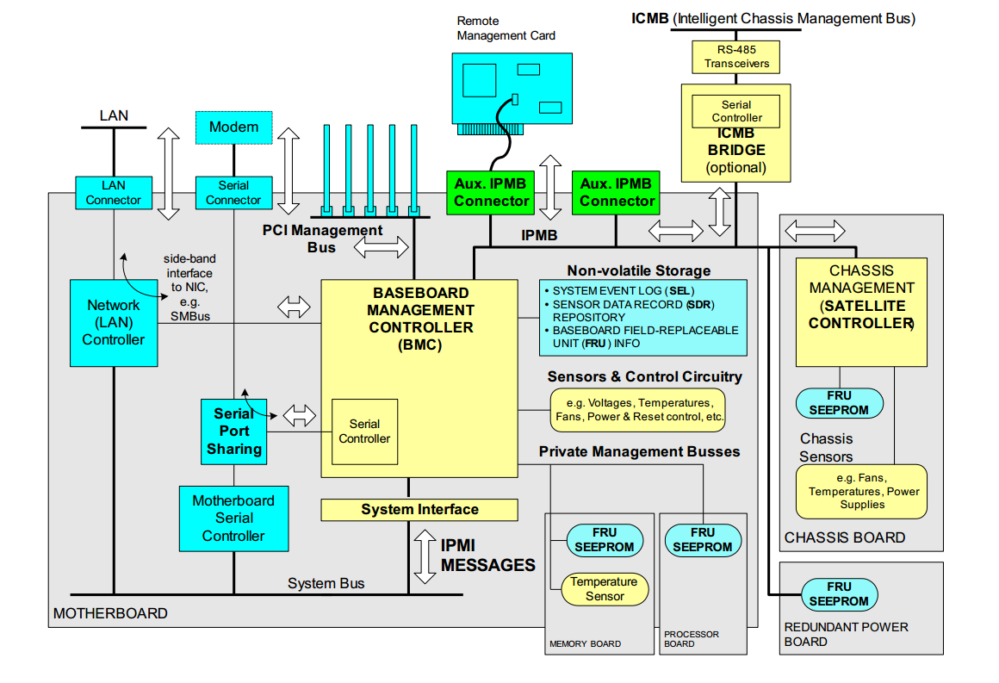 Remote
Management Card
ICMB (Intelligent Chassis Management Bus)
RS-485
Transceivers
Serial
Controller
ICMB
BRIDGE
(optional)
LAN
Modem
LAN
Connector
Serial
Connector
Aux. IPMB
Connector
Aux. IPMB
Connector
PCI Management
Bus
IPMB
side-band
interface
to NIC,
e.g.
SMBus
Network
(LAN)
Controller
BASEBOARD
MANAGEMENT
CONTROLLER
(BMC)
Non-volatile Storage
• SYSTEM EVENT LOG ( SEL)
• SENSOR DATA RECORD (SDR)
REPOSITORY
• BASEBOARD FIELD-REPLACEABLE
UNIT (FRU ) INFO
CHASSIS
MANAGEMENT
(SATELLITE
CONTROLLER)
Sensors & Control Circuitry
e.g. Voltages, Temperatures,
Fans, Power & Reset control, etc.
FRU
SEEPROM
Serial
Port
Sharing
Serial
Controller
Private Management Busses
Chassis
Sensors
e.g. Fans,
Temperatures, Power
Supplies
Motherboard
Serial
Controller
System Interface
IPMI
MESSAGES
FRU
SEEPROM
FRU
SEEPROM
CHASSIS BOARD
Temperature
Sensor
System Bus
MOTHERBOARD
MEMORY BOARD
PROCESSOR
BOARD
FRU
SEEPROM
REDUNDANT POWER
BOARD